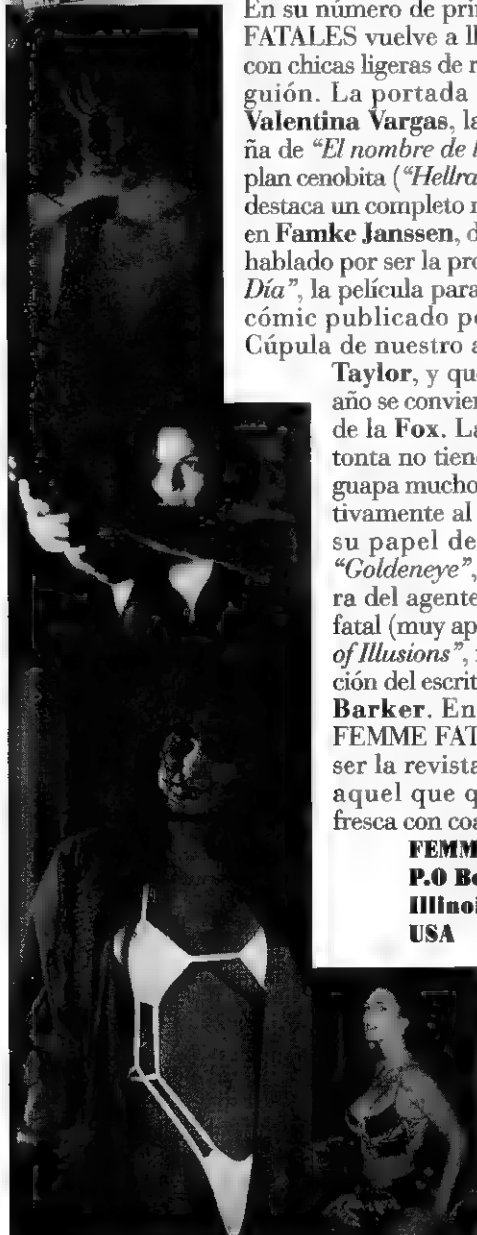 En su número de pri
FATALES vuelve a ll
con chicas ligeras de r
guión. La portada
Valentina Vargas, la
ña de "El nombre de l
plan cenobita ("Hellra
destaca un completo r
en Famke Janssen, d
hablado por ser la pro
Día", la película para
cómic publicado po
Cúpula de nuestro a
Taylor, y que
año se convier
de la Fox. La
tonta no tien
guapa mucho
tivamente al
su papel de
"Goldeneye",
ra del agente
fatal (muy ap
of Illusions", 
ción del escrit
Barker. En
FEMME FAT
ser la revista
aquel que q
fresca con coa
FEMM
P.O Bo
Illinoi
USA